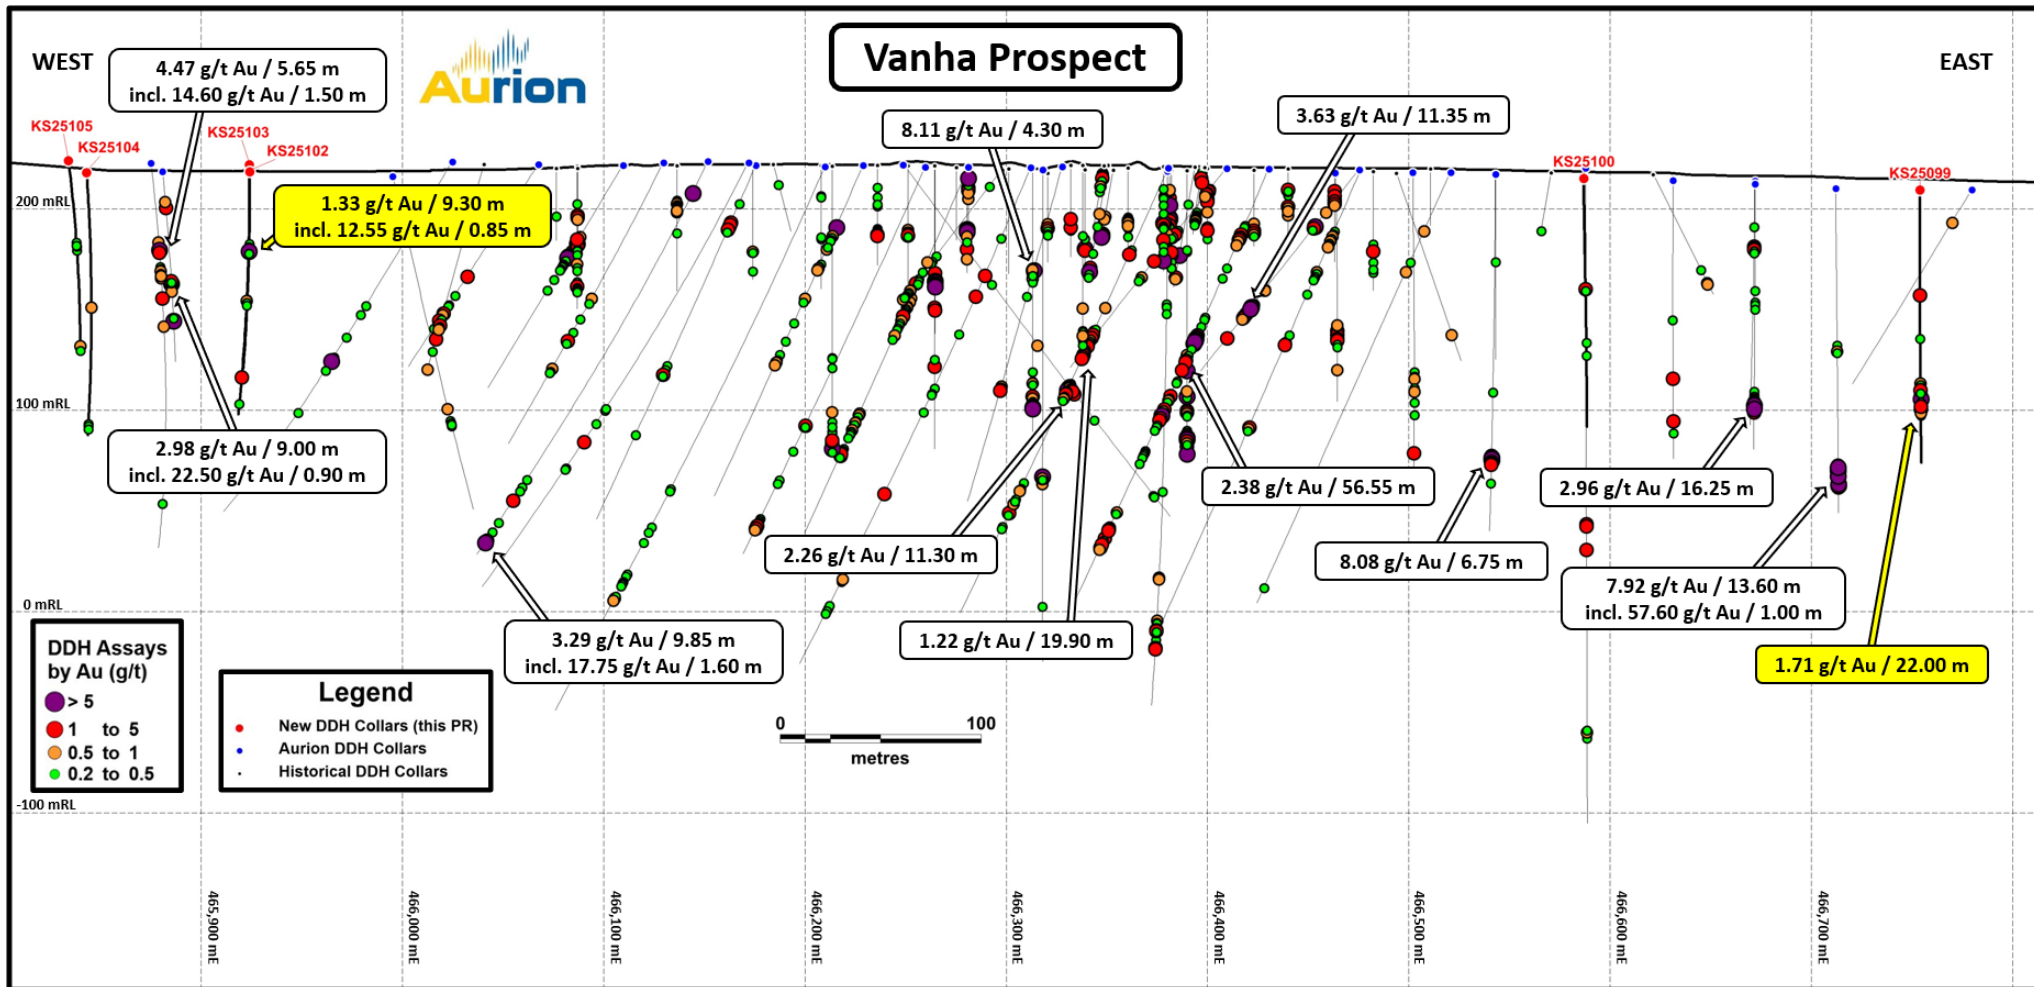 WEST
Aurion
Vanha Prospect
EAST
4.47 g/t Au / 5.65 m
incl. 14.60 g/t Au / 1.50 m
8.11 g/t Au / 4.30 m
3.63 g/t Au / 11.35 m
KS25105
KS25104
KS25103
KS25102
KS25100
KS25099
200 mRL
1.33 g/t Au / 9.30 m
incl. 12.55 g/t Au / 0.85 m
100 mRL
2.98 g/t Au / 9.00 m
incl. 22.50 g/t Au / 0.90 m
2.38 g/t Au / 56.55 m
2.96 g/t Au / 16.25 m
2.26 g/t Au / 11.30 m
8.08 g/t Au / 6.75 m
7.92 g/t Au / 13.60 m
incl. 57.60 g/t Au / 1.00 m
0 mRL
3.29 g/t Au / 9.85 m
incl. 17.75 g/t Au / 1.60 m
1.22 g/t Au / 19.90 m
1.71 g/t Au / 22.00 m
DDH Assays
by Au (g/t)
> 5
1 to 5
0.5 to 1
0.2 to 0.5
Legend
New DDH Collars (this PR)
Aurion DDH Collars
Historical DDH Collars
0 100
metres
-100 mRL
465,900 mE
466,000 mE
466,100 mE
466,200 mE
466,300 mE
466,400 mE
466,500 mE
466,600 mE
466,700 mE